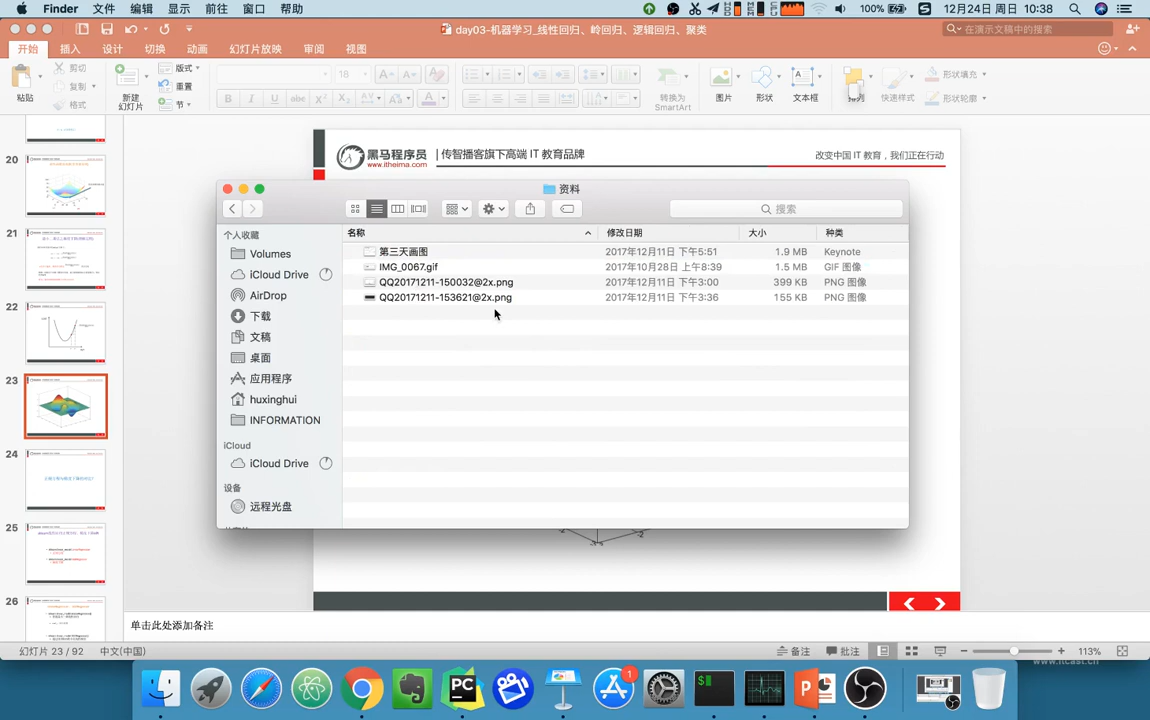 Finder 文件 编辑 显示 前往 窗口 帮助
100% 12月24日 周日 10:38
day03-机器学习_线性回归、岭回归、逻辑回归、聚类
在演示文稿中的搜索
开始 插入 设计 切换 动画 幻灯片放映 审阅 视图
粘贴 剪切 复制 格式 新建 幻灯片 版式 重置 节
18
转换为 SmartArt 图片 形状 文本框 排列 快速样式 形状填充 形状轮廓
黑马程序员 | 传智播客旗下高端 IT 教育品牌
www.itheima.com
改变中国 IT 教育，我们正在行动
资料
搜索
个人收藏
Volumes
iCloud Drive
AirDrop
下载
文稿
桌面
应用程序
huxinghui
INFORMATION
iCloud
iCloud Drive
设备
远程光盘
名称 修改日期 大小 种类
第三天画图 2017年12月11日 下午5:51 1.9 MB Keynote
IMG_0067.gif 2017年10月28日 上午8:39 1.5 MB GIF 图像
QQ20171211-150032@2x.png 2017年12月11日 下午3:00 399 KB PNG 图像
QQ20171211-153621@2x.png 2017年12月11日 下午3:36 155 KB PNG 图像
20
21
22
23
24
25
26
-2
单击此处添加备注
幻灯片 23 / 92 中文(中国)
备注 批注 113%
www.itcast.cn
PC
1